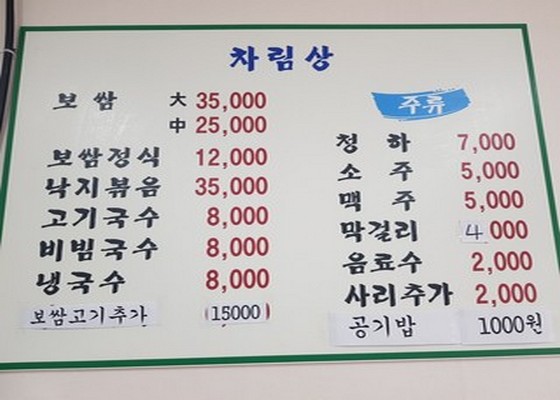 차림상
보쌈 大 35,000
中 25,000
보쌈정식 12,000
낙지볶음 35,000
고기국수 8,000
비빔국수 8,000
냉국수 8,000
보쌈고기추가 15000
주류
청하 7,000
소주 5,000
맥주 5,000
막걸리 4000
음료수 2,000
사리추가 2,000
공기밥 1000원